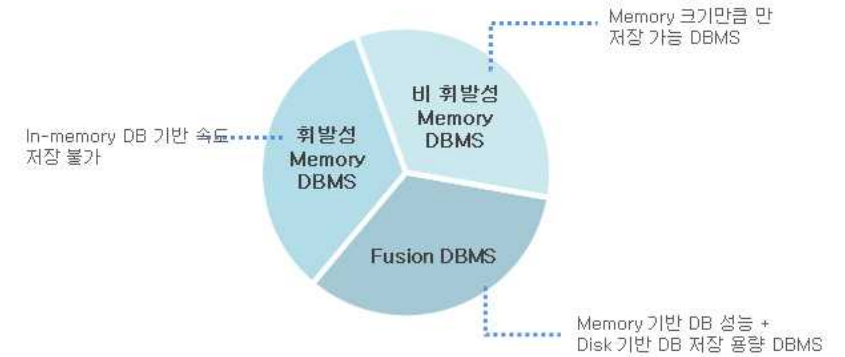 Memory 크기만큼 만
저장 가능 DBMS
비 휘발성
Memory
DBMS
In-memory DB 기반 속도
저장 불가
휘발성
Memory
DBMS
Fusion DBMS
Memory 기반 DB 성능 +
Disk 기반 DB 저장 용량 DBMS